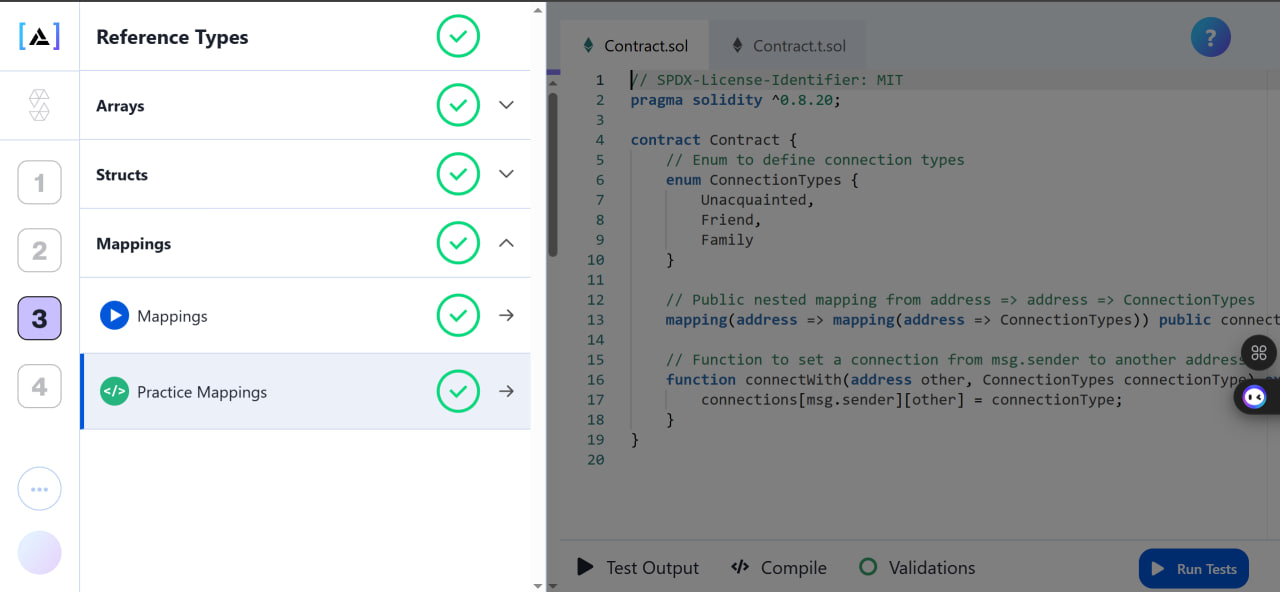 Reference Types
Arrays
Structs
Mappings
Mappings
</> Practice Mappings
1
2
3
4
Contract.sol
Contract.t.sol
?
1 // SPDX-License-Identifier: MIT
2 pragma solidity ^0.8.20;
3
4 contract Contract {
5 // Enum to define connection types
6 enum ConnectionTypes {
7 Unacquainted,
8 Friend,
9 Family
10 }
11
12 // Public nested mapping from address => address => ConnectionTypes
13 mapping(address => mapping(address => ConnectionTypes)) public connect
14
15 // Function to set a connection from msg.sender to another address
16 function connectWith(address other, ConnectionTypes connectionType)
17 connections[msg.sender][other] = connectionType;
18 }
19 }
20
Test Output
</> Compile
Validations
Run Tests